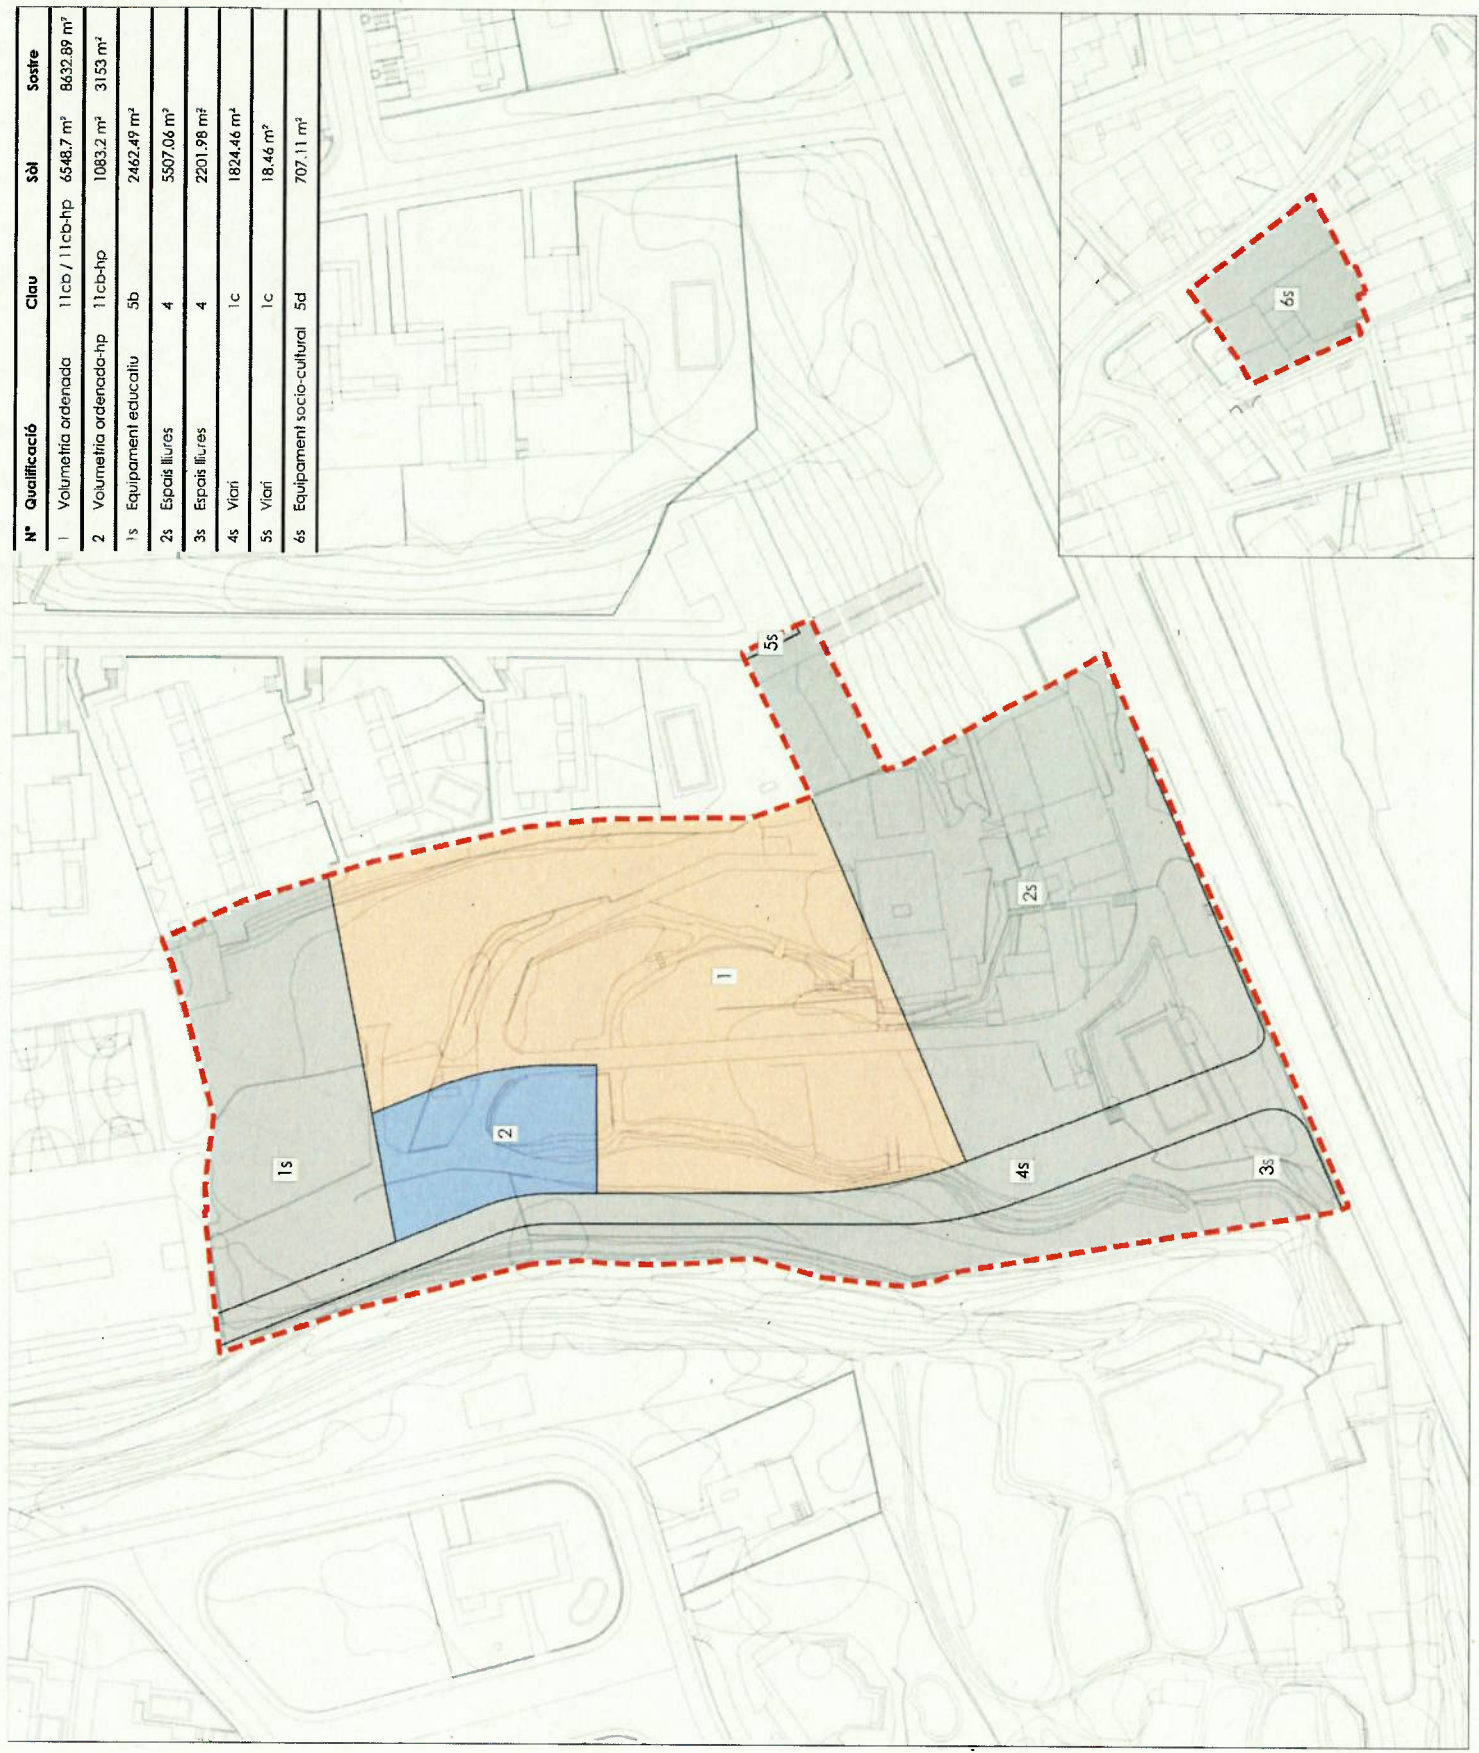 Nº Qualificació Clau Sòl Sostre
1 Volumetria ordenada 11cb / 11cb-hp 6548.7 m² 8632.89 m²
2 Volumetria ordenada-hp 11cb-hp 1083.2 m² 3153 m²
1s Equipament educatiu 5b 2462.49 m²
2s Espais lliures 4 5507.06 m²
3s Espais lliures 4 2201.98 m²
4s Viari 1c 1824.46 m²
5s Viari 1c 18.46 m²
6s Equipament socio-cultural 5d 707.11 m²
1s
2
1
2s
3s
4s
5s
6s